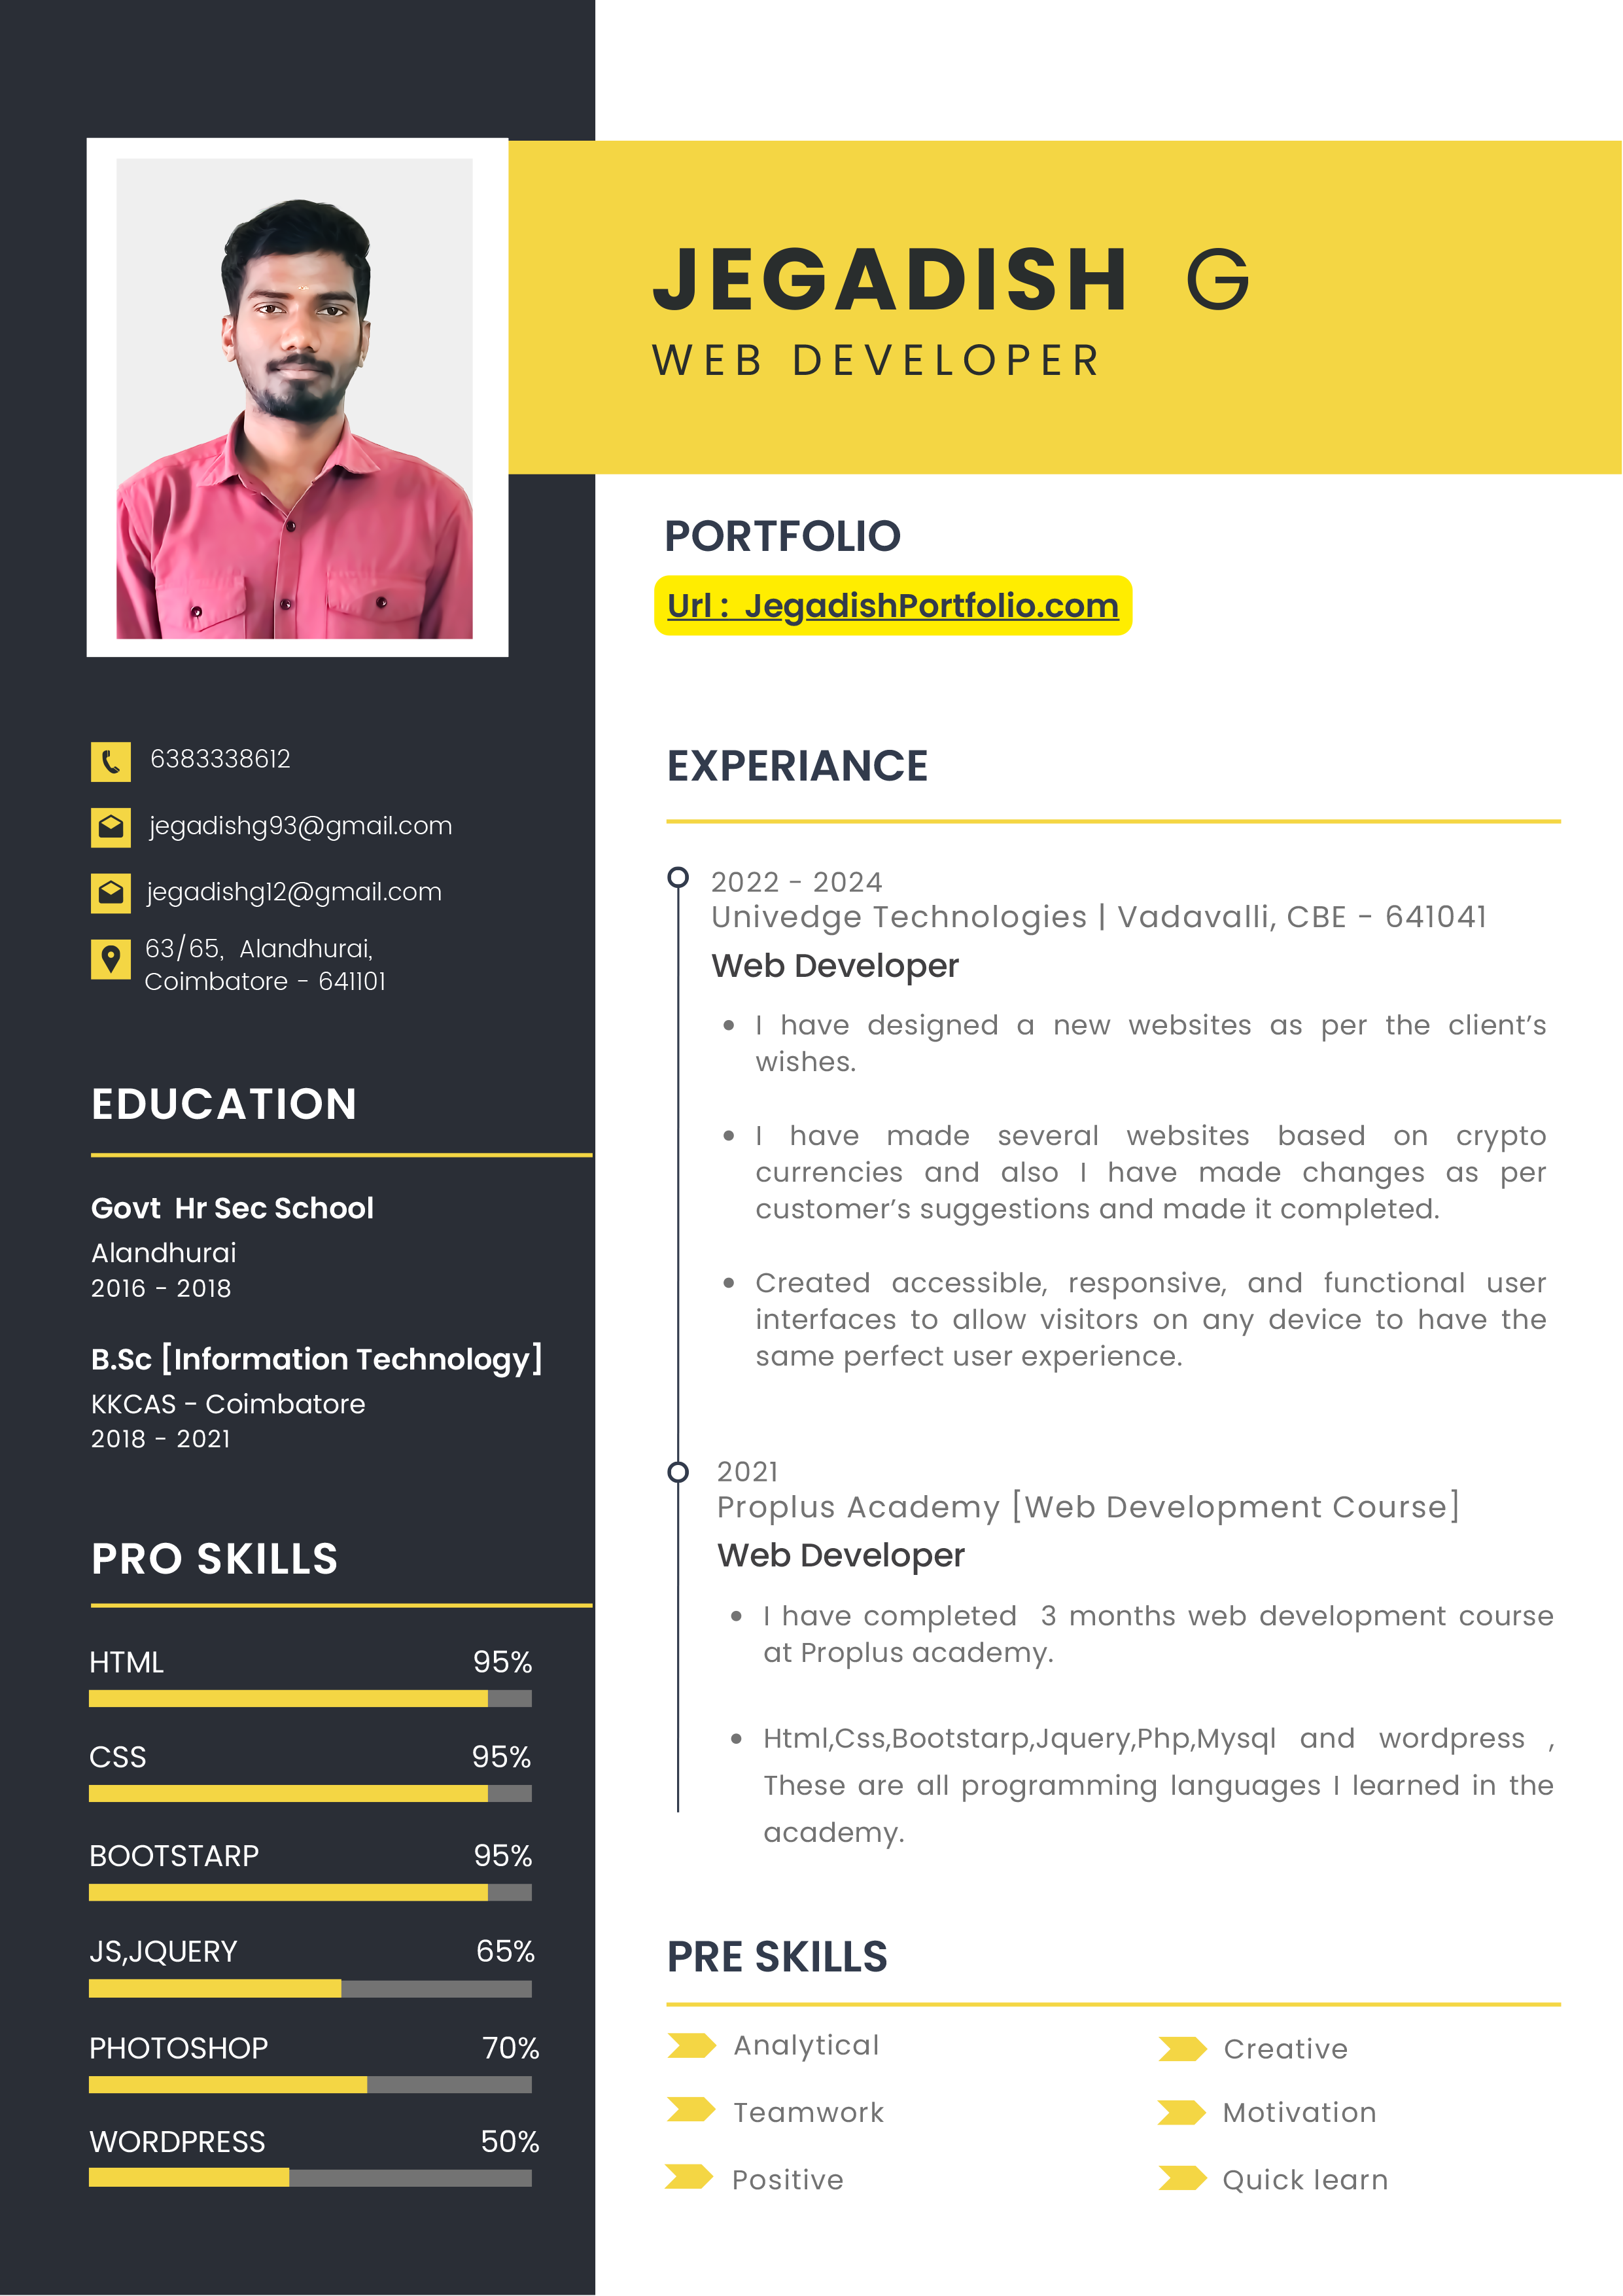 JEGADISH G
WEB DEVELOPER
PORTFOLIO
Url : JegadishPortfolio.com
6383338612
jegadishg93@gmail.com
jegadishg12@gmail.com
63/65, Alandhurai,
Coimbatore - 641101
EDUCATION
Govt Hr Sec School
Alandhurai
2016 - 2018
B.Sc [Information Technology]
KKCAS - Coimbatore
2018 - 2021
PRO SKILLS
HTML 95%
CSS 95%
BOOTSTARP 95%
JS,JQUERY 65%
PHOTOSHOP 70%
WORDPRESS 50%
EXPERIANCE
2022 - 2024
Univedge Technologies | Vadavalli, CBE - 641041
Web Developer
• I have designed a new websites as per the client’s
wishes.
• I have made several websites based on crypto
currencies and also I have made changes as per
customer’s suggestions and made it completed.
• Created accessible, responsive, and functional user
interfaces to allow visitors on any device to have the
same perfect user experience.
2021
Proplus Academy [Web Development Course]
Web Developer
• I have completed 3 months web development course
at Proplus academy.
• Html,Css,Bootstarp,Jquery,Php,Mysql and wordpress ,
These are all programming languages I learned in the
academy.
PRE SKILLS
Analytical
Creative
Teamwork
Motivation
Positive
Quick learn